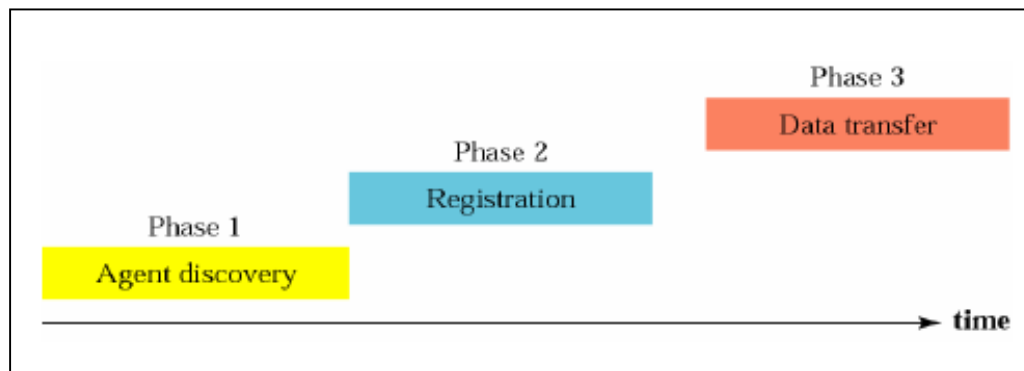 Phase 3
Data transfer
Phase 2
Registration
Phase 1
Agent discovery
time